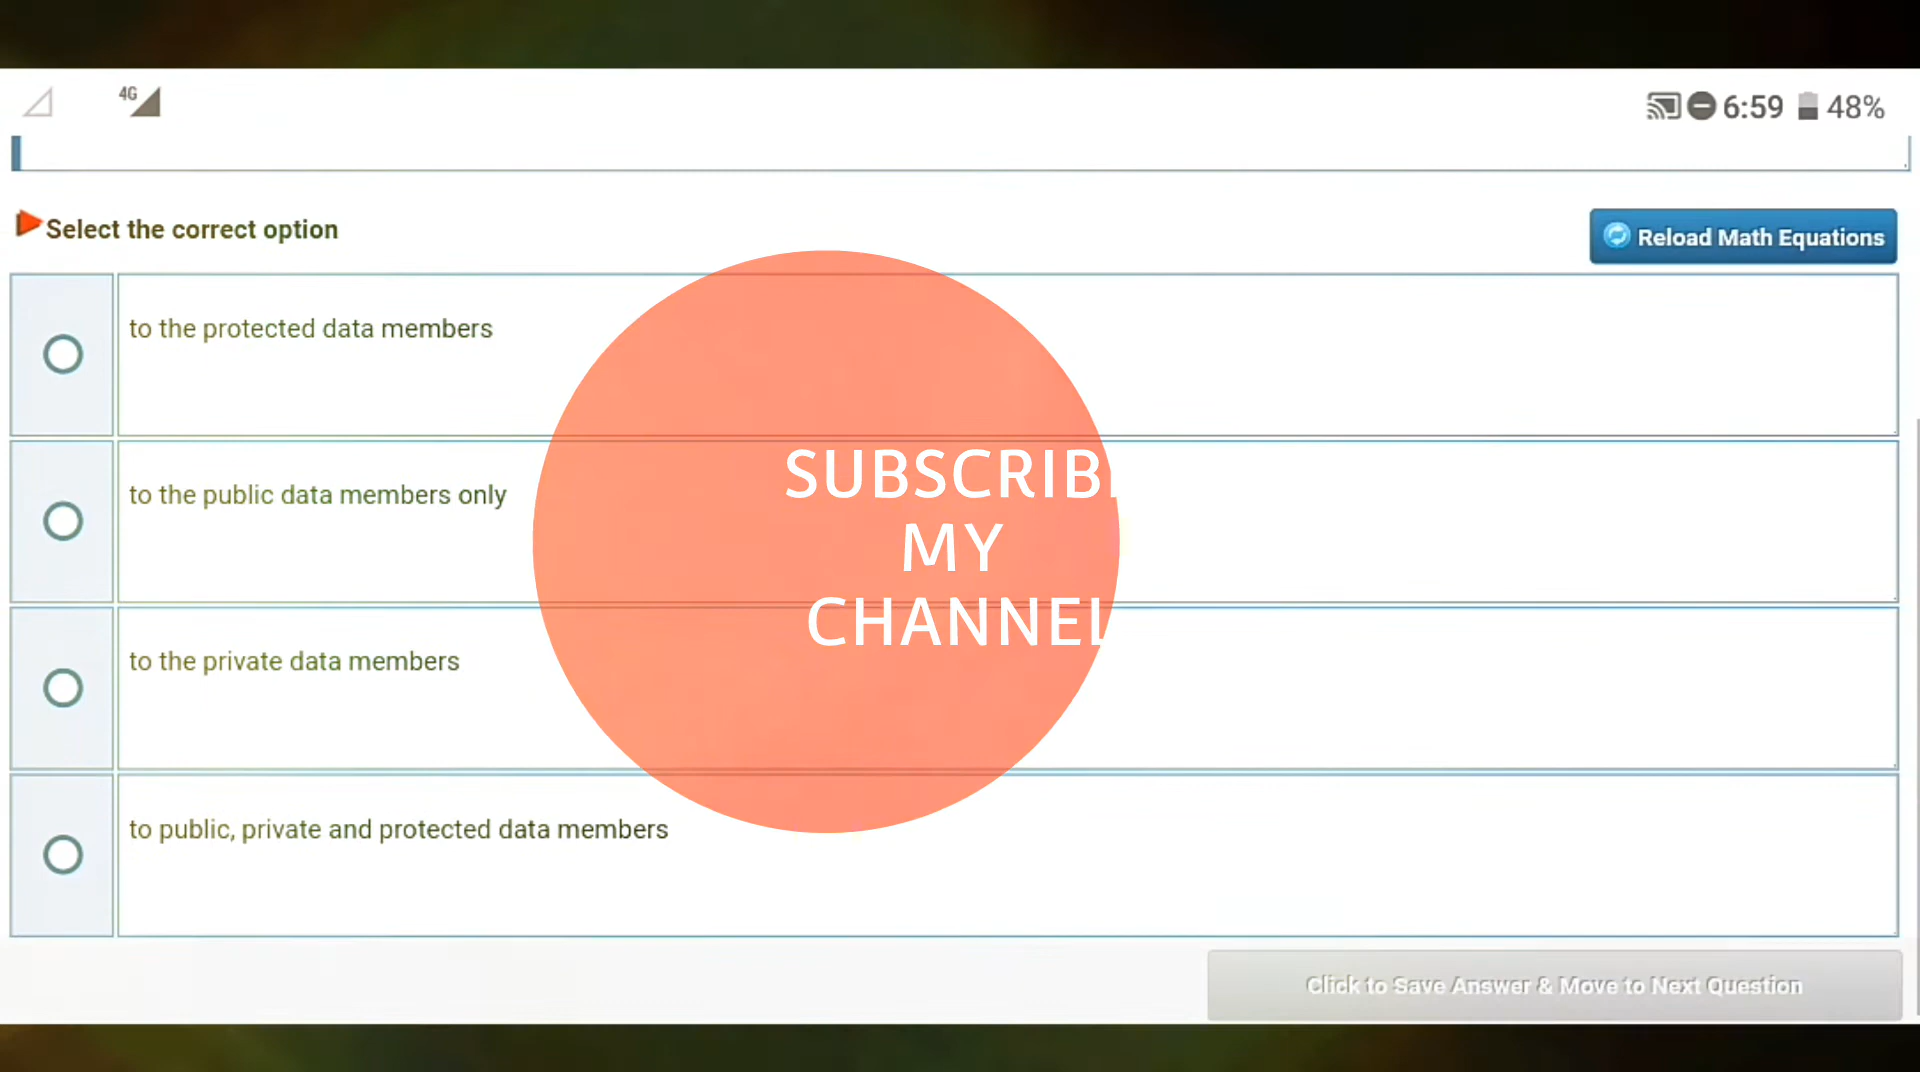 4G
6:59 48%
Select the correct option
Reload Math Equations
to the protected data members
to the public data members only
to the private data members
to public, private and protected data members
SUBSCRIBE
MY
CHANNEL
Click to Save Answer & Move to Next Question